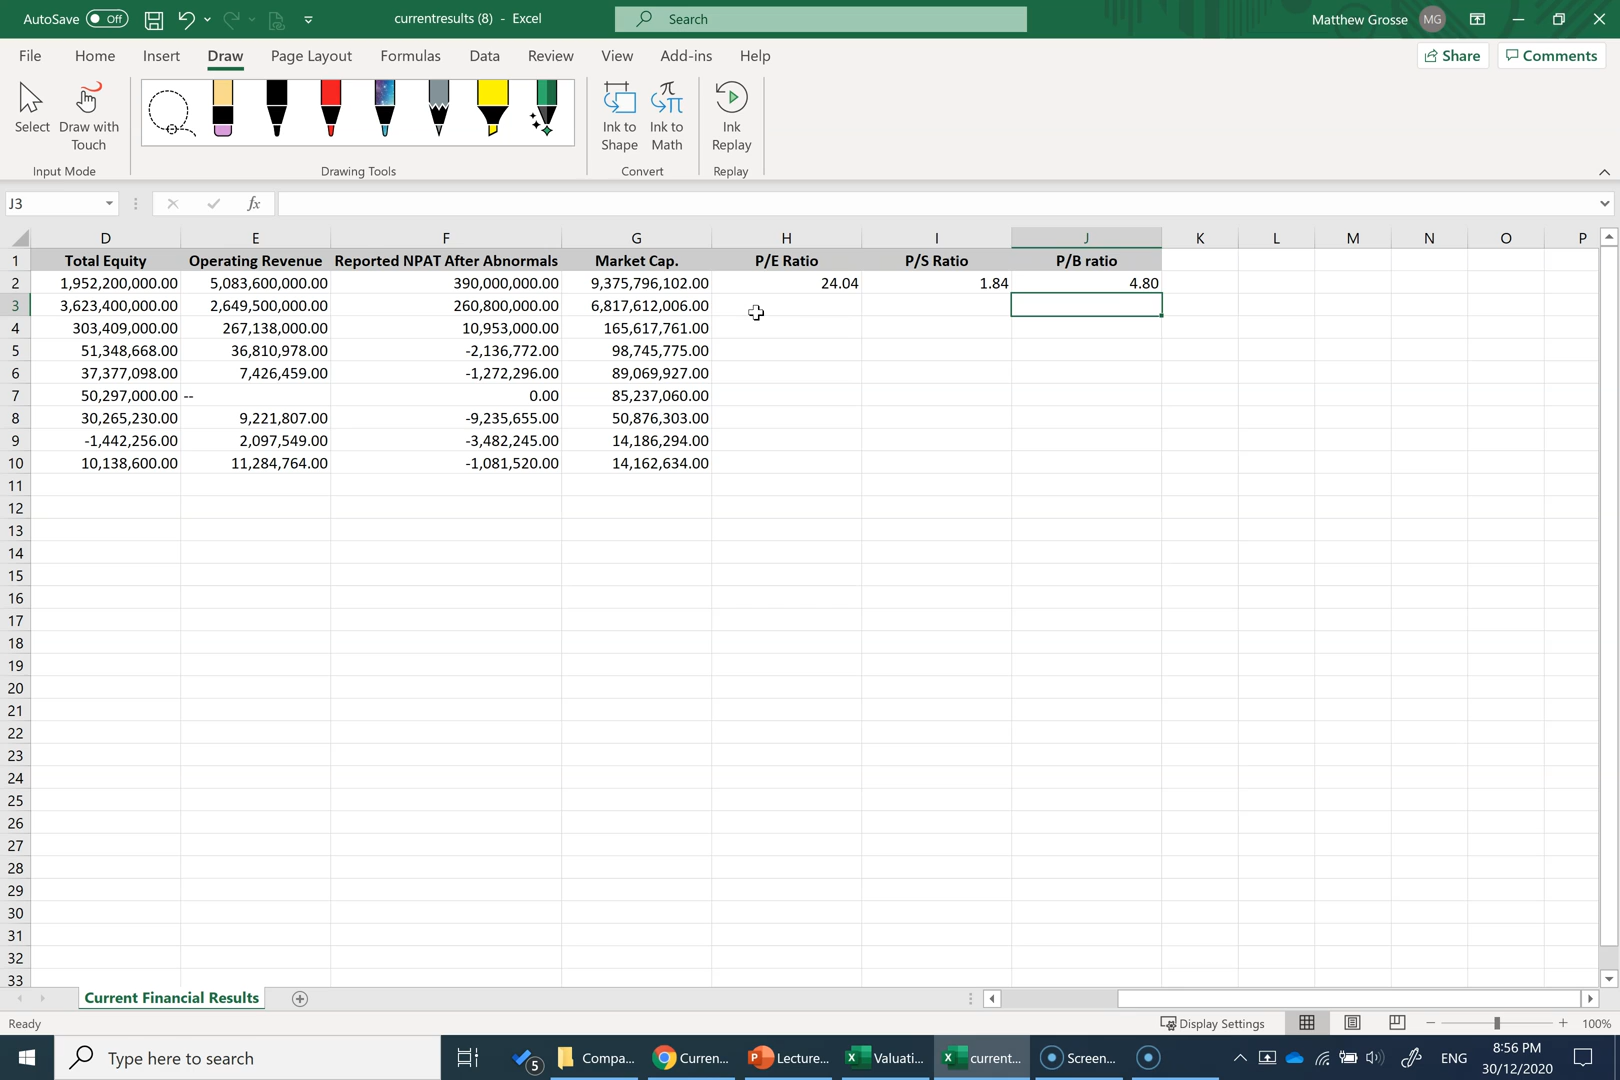 AutoSave Off currentresults (8) - Excel Search Matthew Grosse MG
File Home Insert Draw Page Layout Formulas Data Review View Add-ins Help Share Comments
Select Draw with Touch Ink to Shape Ink to Math Ink Replay
Input Mode Drawing Tools Convert Replay
J3 fx
D E F G H I J K L M N O P
1 Total Equity Operating Revenue Reported NPAT After Abnormals Market Cap. P/E Ratio P/S Ratio P/B ratio
2 1,952,200,000.00 5,083,600,000.00 390,000,000.00 9,375,796,102.00 24.04 1.84 4.80
3 3,623,400,000.00 2,649,500,000.00 260,800,000.00 6,817,612,006.00
4 303,409,000.00 267,138,000.00 10,953,000.00 165,617,761.00
5 51,348,668.00 36,810,978.00 -2,136,772.00 98,745,775.00
6 37,377,098.00 7,426,459.00 -1,272,296.00 89,069,927.00
7 50,297,000.00 -- 0.00 85,237,060.00
8 30,265,230.00 9,221,807.00 -9,235,655.00 50,876,303.00
9 -1,442,256.00 2,097,549.00 -3,482,245.00 14,186,294.00
10 10,138,600.00 11,284,764.00 -1,081,520.00 14,162,634.00
11
12
13
14
15
16
17
18
19
20
21
22
23
24
25
26
27
28
29
30
31
32
33
Current Financial Results
Ready Display Settings 100%
Type here to search 5 Compa... Curren... Lecture... Valuati... current... Screen... ENG 8:56 PM
30/12/2020